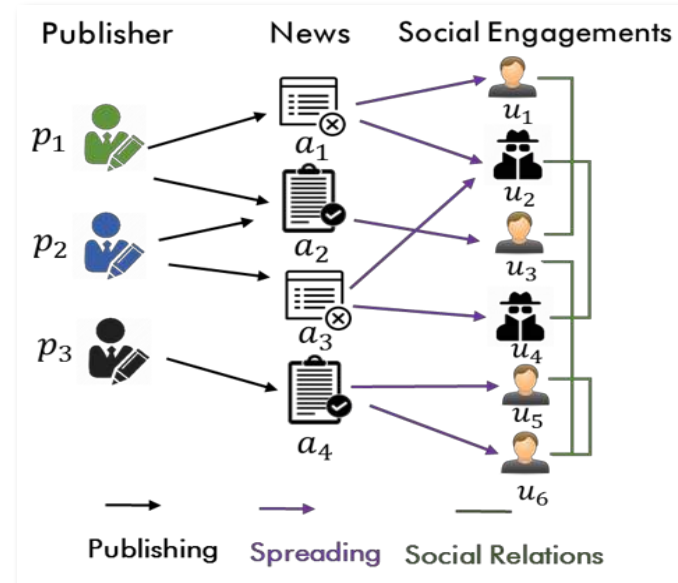 Publisher News Social Engagements
p₁
a₁
u₁
u₂
p₂
a₂
u₃
a₃
u₄
p₃
a₄
u₅
u₆
Publishing Spreading Social Relations